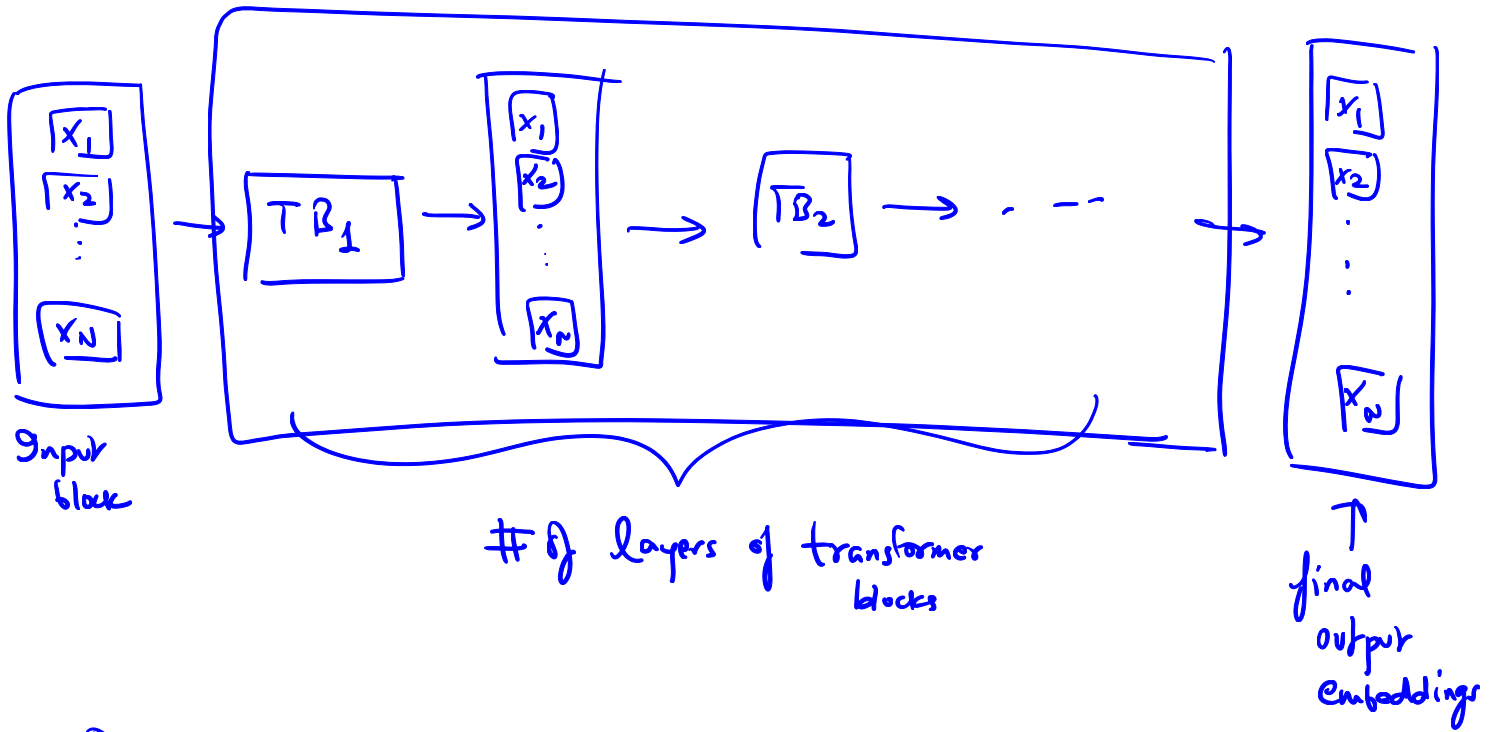 X1
X2
XN
Input
block
TB1
X1
X2
Xn
TB2
X1
X2
Xn
# of layers of transformer
blocks
final
output
embeddings